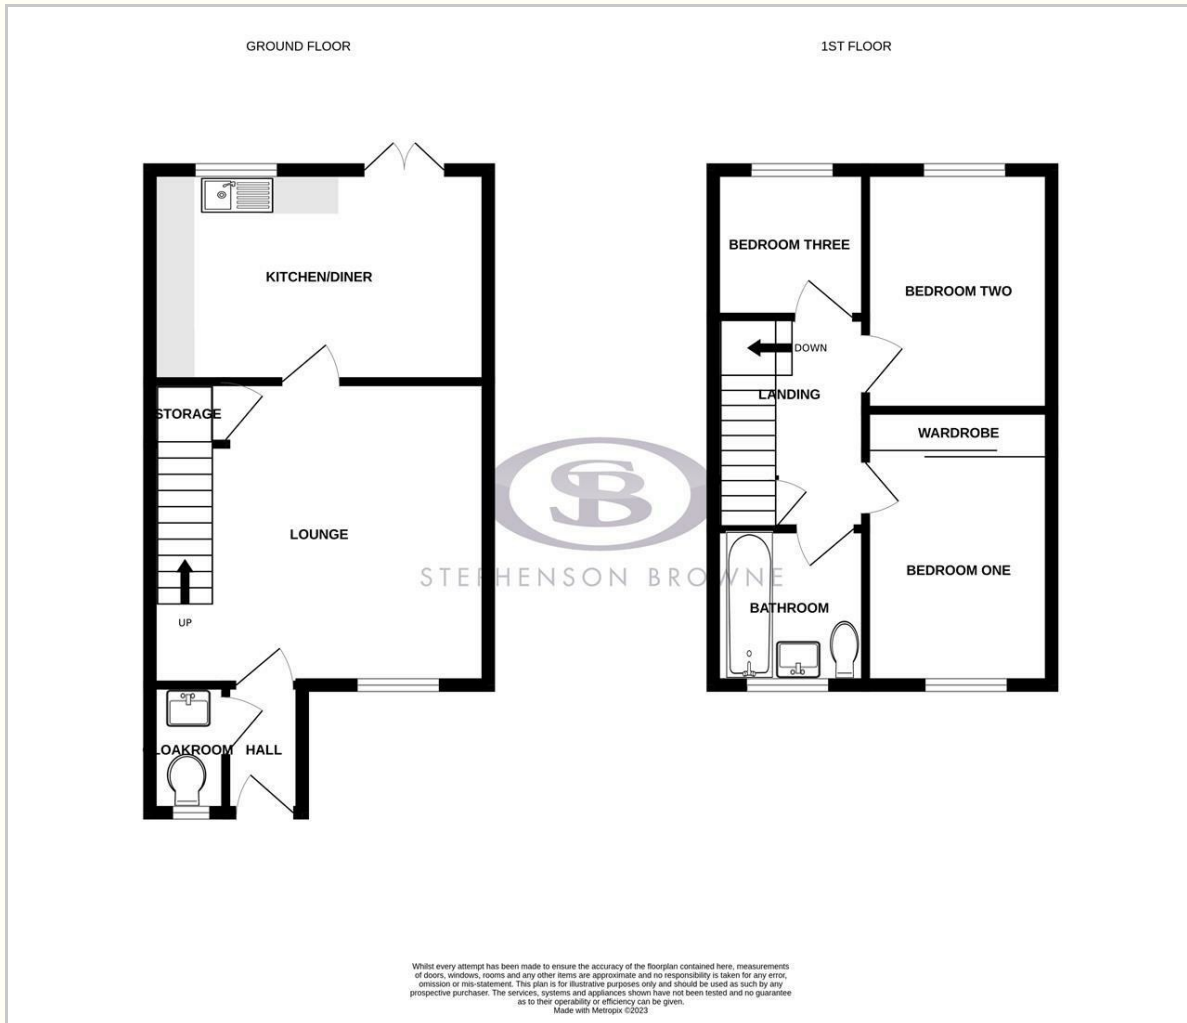 GROUND FLOOR
KITCHEN/DINER
STORAGE
LOUNGE
UP
CLOAKROOM
HALL
1ST FLOOR
BEDROOM THREE
BEDROOM TWO
DOWN
LANDING
WARDROBE
BEDROOM ONE
BATHROOM
SB
STEPHENSON BROWNE
Whilst every attempt has been made to ensure the accuracy of the floorplan contained here, measurements
of doors, windows, rooms and any other items are approximate and no responsibility is taken for any error,
omission or mis-statement. This plan is for illustrative purposes only and should be used as such by any
prospective purchaser. The services, systems and appliances shown have not been tested and no guarantee
as to their operability or efficiency can be given.
Made with Metropix ©2023